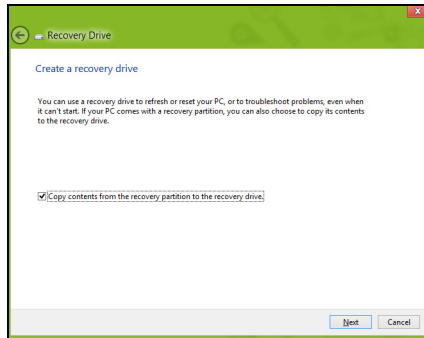 Recovery Drive
Create a recovery drive
You can use a recovery drive to refresh or reset your PC, or to troubleshoot problems, even when
it can't start. If your PC comes with a recovery partition, you can also choose to copy its contents
to the recovery drive.
Copy contents from the recovery partition to the recovery drive.
Next Cancel